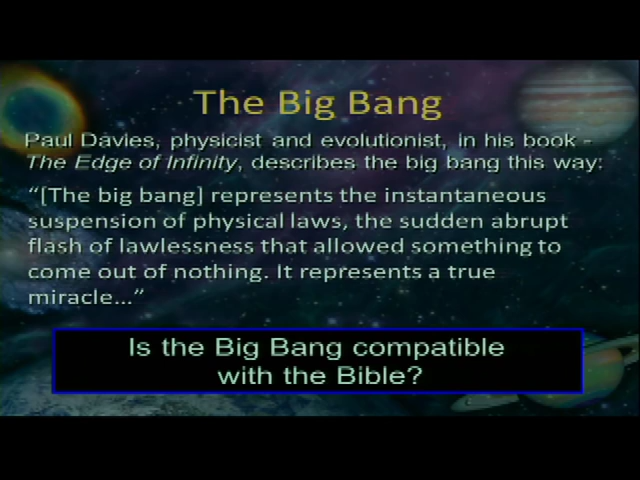 The Big Bang
Paul Davies, physicist and evolutionist, in his book -
The Edge of Infinity, describes the big bang this way:
“[The big bang] represents the instantaneous
suspension of physical laws, the sudden abrupt
flash of lawlessness that allowed something to
come out of nothing. It represents a true
miracle...”
Is the Big Bang compatible
with the Bible?